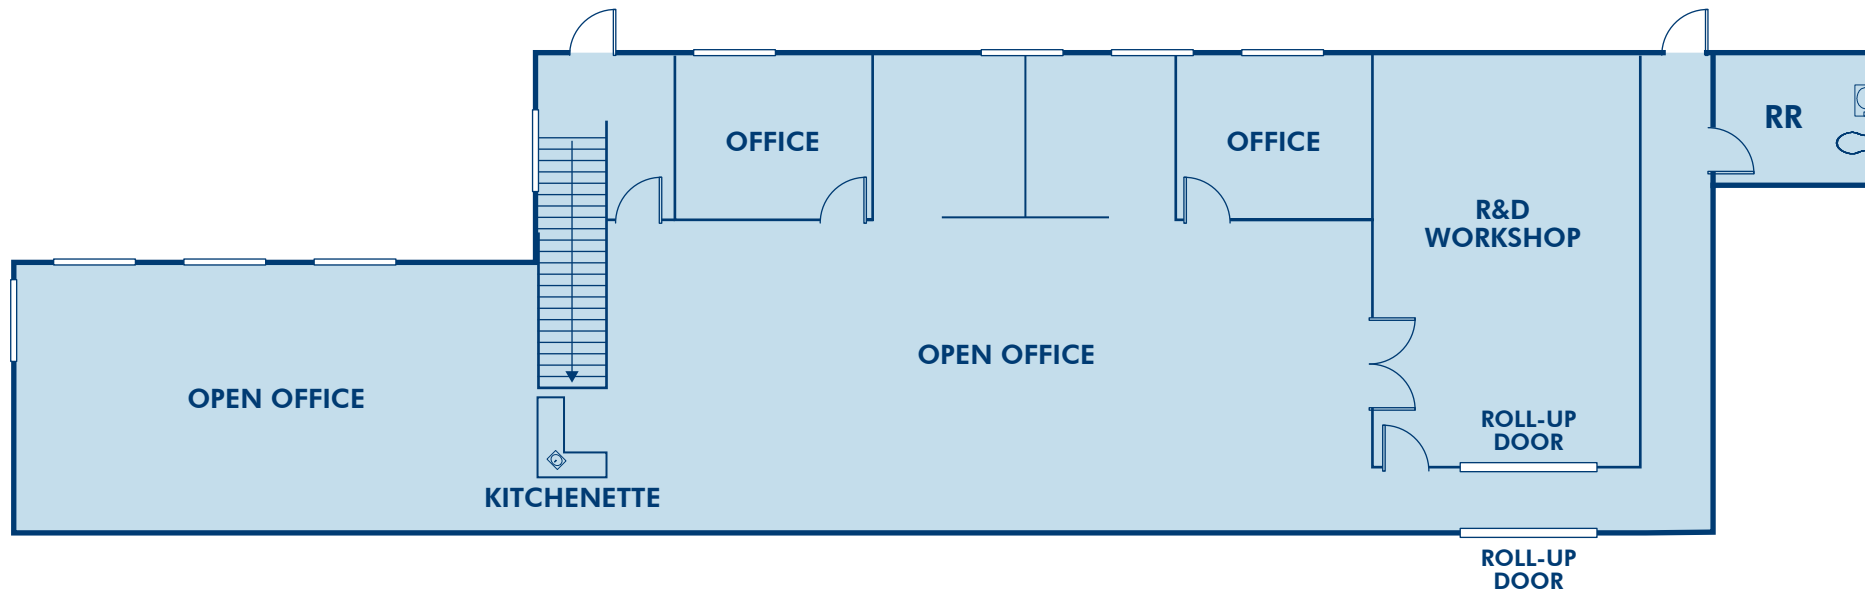 RR
OFFICE
OFFICE
R&D
WORKSHOP
OPEN OFFICE
OPEN OFFICE
ROLL-UP
DOOR
KITCHENETTE
ROLL-UP
DOOR